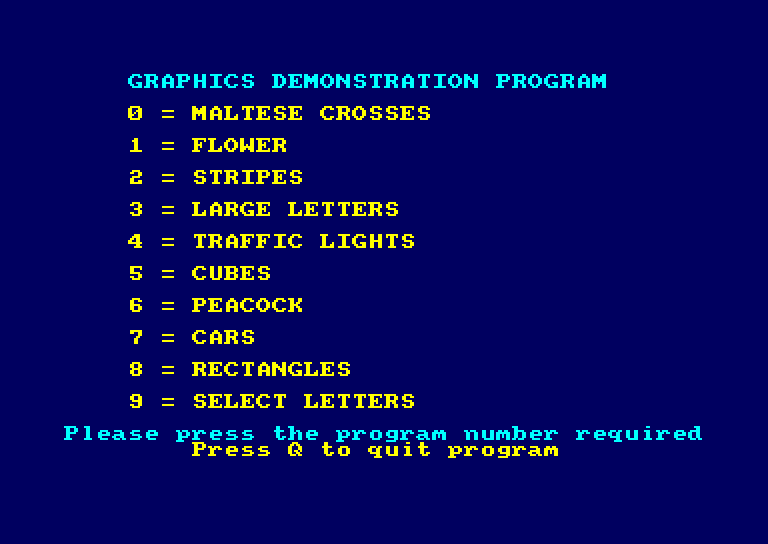 GRAPHICS DEMONSTRATION PROGRAM
0 = MALTESE CROSSES
1 = FLOWER
2 = STRIPES
3 = LARGE LETTERS
4 = TRAFFIC LIGHTS
5 = CUBES
6 = PEACOCK
7 = CARS
8 = RECTANGLES
9 = SELECT LETTERS
Please press the program number required
Press Q to quit program